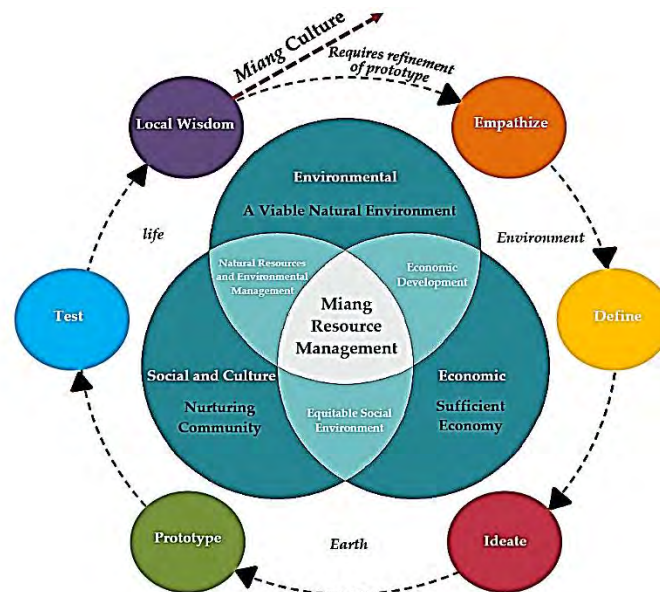 Miang Culture
Requires refinement
of prototype
Local Wisdom
Empathize
Environmental
A Viable Natural Environment
life
Environment
Natural Resources
and Environmental
Management
Economic
Development
Miang
Resource
Management
Test
Define
Social and Culture
Nurturing
Community
Economic
Sufficient
Economy
Equitable Social
Environment
Prototype
Earth
Ideate